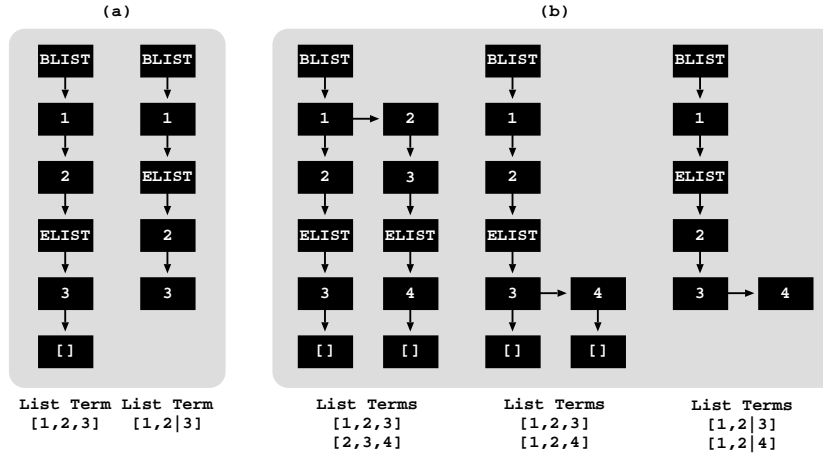 (a)
(b)
BLIST
BLIST
BLIST
BLIST
BLIST
1
1
1
2
1
1
2
ELIST
2
3
2
ELIST
ELIST
2
ELIST
ELIST
ELIST
2
3
3
3
4
3
4
3
4
[]
[]
[]
[]
[]
List Term
List Term
List Terms
List Terms
List Terms
[1,2,3]
[1,2|3]
[1,2,3]
[1,2,3]
[1,2|3]
[2,3,4]
[1,2,4]
[1,2|4]